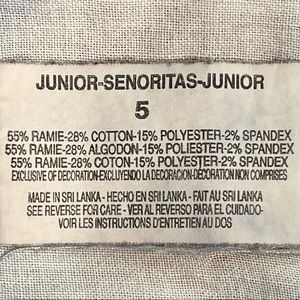 JUNIOR-SENORITAS-JUNIOR
5
55% RAMIE-28% COTTON-15% POLYESTER-2% SPANDEX
55% RAMIE-28% ALGODON-15% POLIESTER-2% SPANDEX
55% RAMIE-28% COTON-15% POLYESTER-2% SPANDEX
EXCLUSIVE OF DECORATION-EXCLUYENDO LA DECORACION-DECORATION NON COMPRISES
MADE IN SRI LANKA - HECHO EN SRI LANKA - FAIT AU SRI LANKA
SEE REVERSE FOR CARE - VER AL REVERSO PARA EL CUIDADO-
VOIR LES INSTRUCTIONS D'ENTRETIEN AU DOS